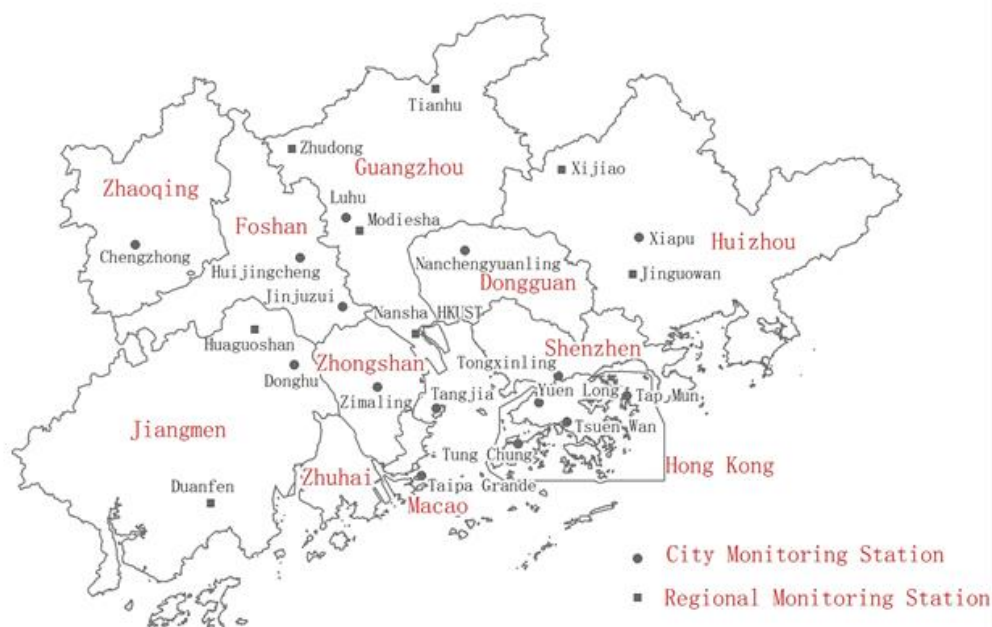 Tianhu
Zhudong
Guangzhou
Xijiao
Zhaoqing
Luhu
Modiesha
Foshan
Chengzhong
Xiapu
Huizhou
Huijingcheng
Nanchengyuanling
Jinguowan
Dongguan
Jinjuzui
Nansha HKUST
Huaguoshan
Zhongshan
Shenzhen
Donghu
Tongxinling
Zimaling
Tangjia
Yuen Long
Tap Mun
Jiangmen
Tsuen Wan
Tung Chung
Hong Kong
Zhuhai
Duanfen
Taipa Grande
Macao
City Monitoring Station
Regional Monitoring Station